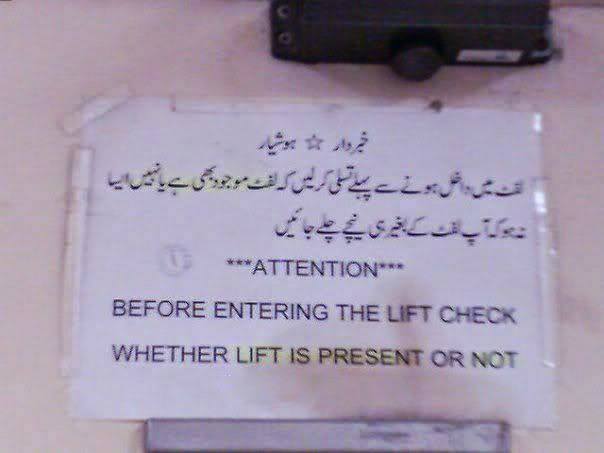 خبردار ☆ ہوشیار
لفٹ میں داخل ہونے سے پہلے تسلی کرلیں کہ لفٹ موجود بھی ہے یا نہیں ایسا
نہ ہو کہ آپ لفٹ کے بغیر ہی نیچے چلے جائیں
***ATTENTION***
BEFORE ENTERING THE LIFT CHECK
WHETHER LIFT IS PRESENT OR NOT